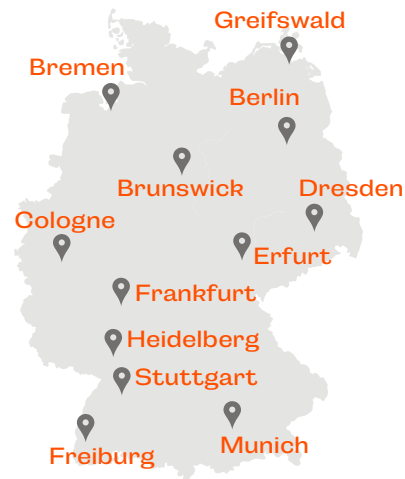 Greifswald
Bremen
Berlin
Brunswick
Dresden
Cologne
Erfurt
Frankfurt
Heidelberg
Stuttgart
Munich
Freiburg